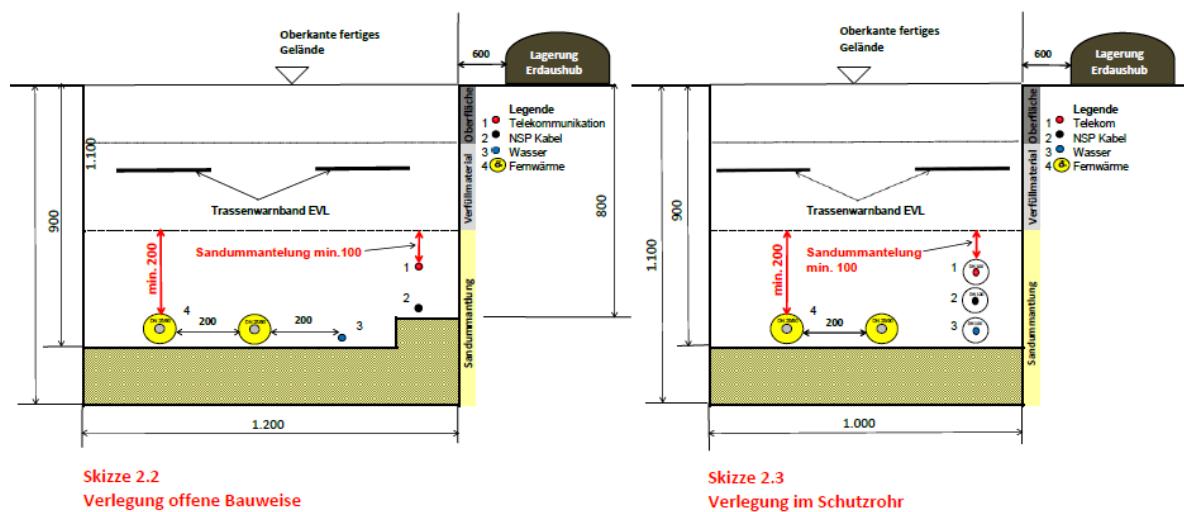 Oberkante fertiges
Gelände
600
Lagerung
Erdaushub
Legende
1 Telekommunikation
2 NSP Kabel
3 Wasser
4 Fernwärme
Oberfläche
Verfüllmaterial
Sandummantlung
1.100
900
800
Trassenwarnband EVL
min. 200
Sandummantelung min.100
1
2
3
4
200
200
1.200
Skizze 2.2
Verlegung offene Bauweise
Oberkante fertiges
Gelände
600
Lagerung
Erdaushub
Legende
1 Telekom
2 NSP Kabel
3 Wasser
4 Fernwärme
Oberfläche
Verfüllmaterial
Sandummantlung
1.100
900
Trassenwarnband EVL
min. 200
Sandummantelung
min. 100
1
2
3
4
200
1.000
Skizze 2.3
Verlegung im Schutzrohr